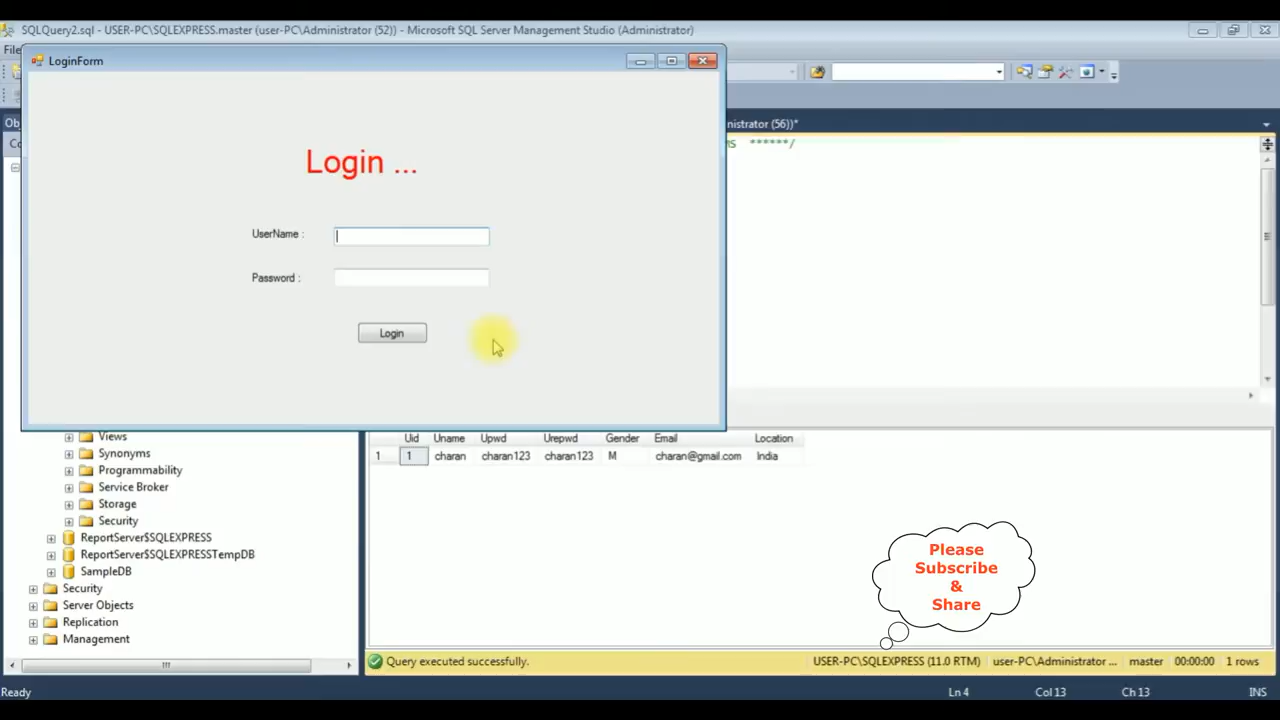 SQLQuery2.sql - USER-PC\SQLEXPRESS.master (user-PC\Administrator (52)) - Microsoft SQL Server Management Studio (Administrator)
LoginForm
Login ...
UserName :
Password :
Login
nistrator (56))*
******/
Views
Synonyms
Programmability
Service Broker
Storage
Security
ReportServer$SQLEXPRESS
ReportServer$SQLEXPRESSTempDB
SampleDB
Security
Server Objects
Replication
Management
Uid Uname Upwd Urepwd Gender Email Location
1 1 charan charan123 charan123 M charan@gmail.com India
Please
Subscribe
&
Share
Query executed successfully.
USER-PC\SQLEXPRESS (11.0 RTM) user-PC\Administrator ... master 00:00:00 1 rows
Ready Ln 4 Col 13 Ch 13 INS